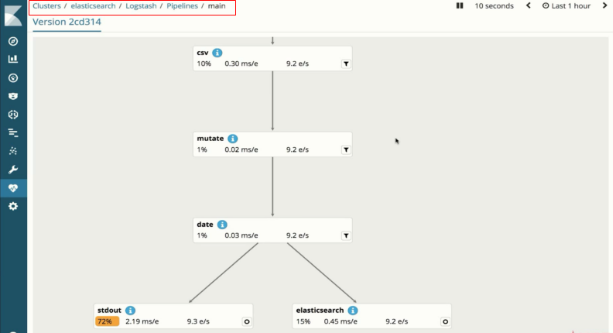 Clusters / elasticsearch / Logstash / Pipelines / main
10 seconds Last 1 hour
Version 2cd314
csv
10% 0.30 ms/e 9.2 e/s
mutate
1% 0.02 ms/e 9.2 e/s
date
1% 0.03 ms/e 9.2 e/s
stdout
72% 2.19 ms/e 9.3 e/s
elasticsearch
15% 0.45 ms/e 9.2 e/s